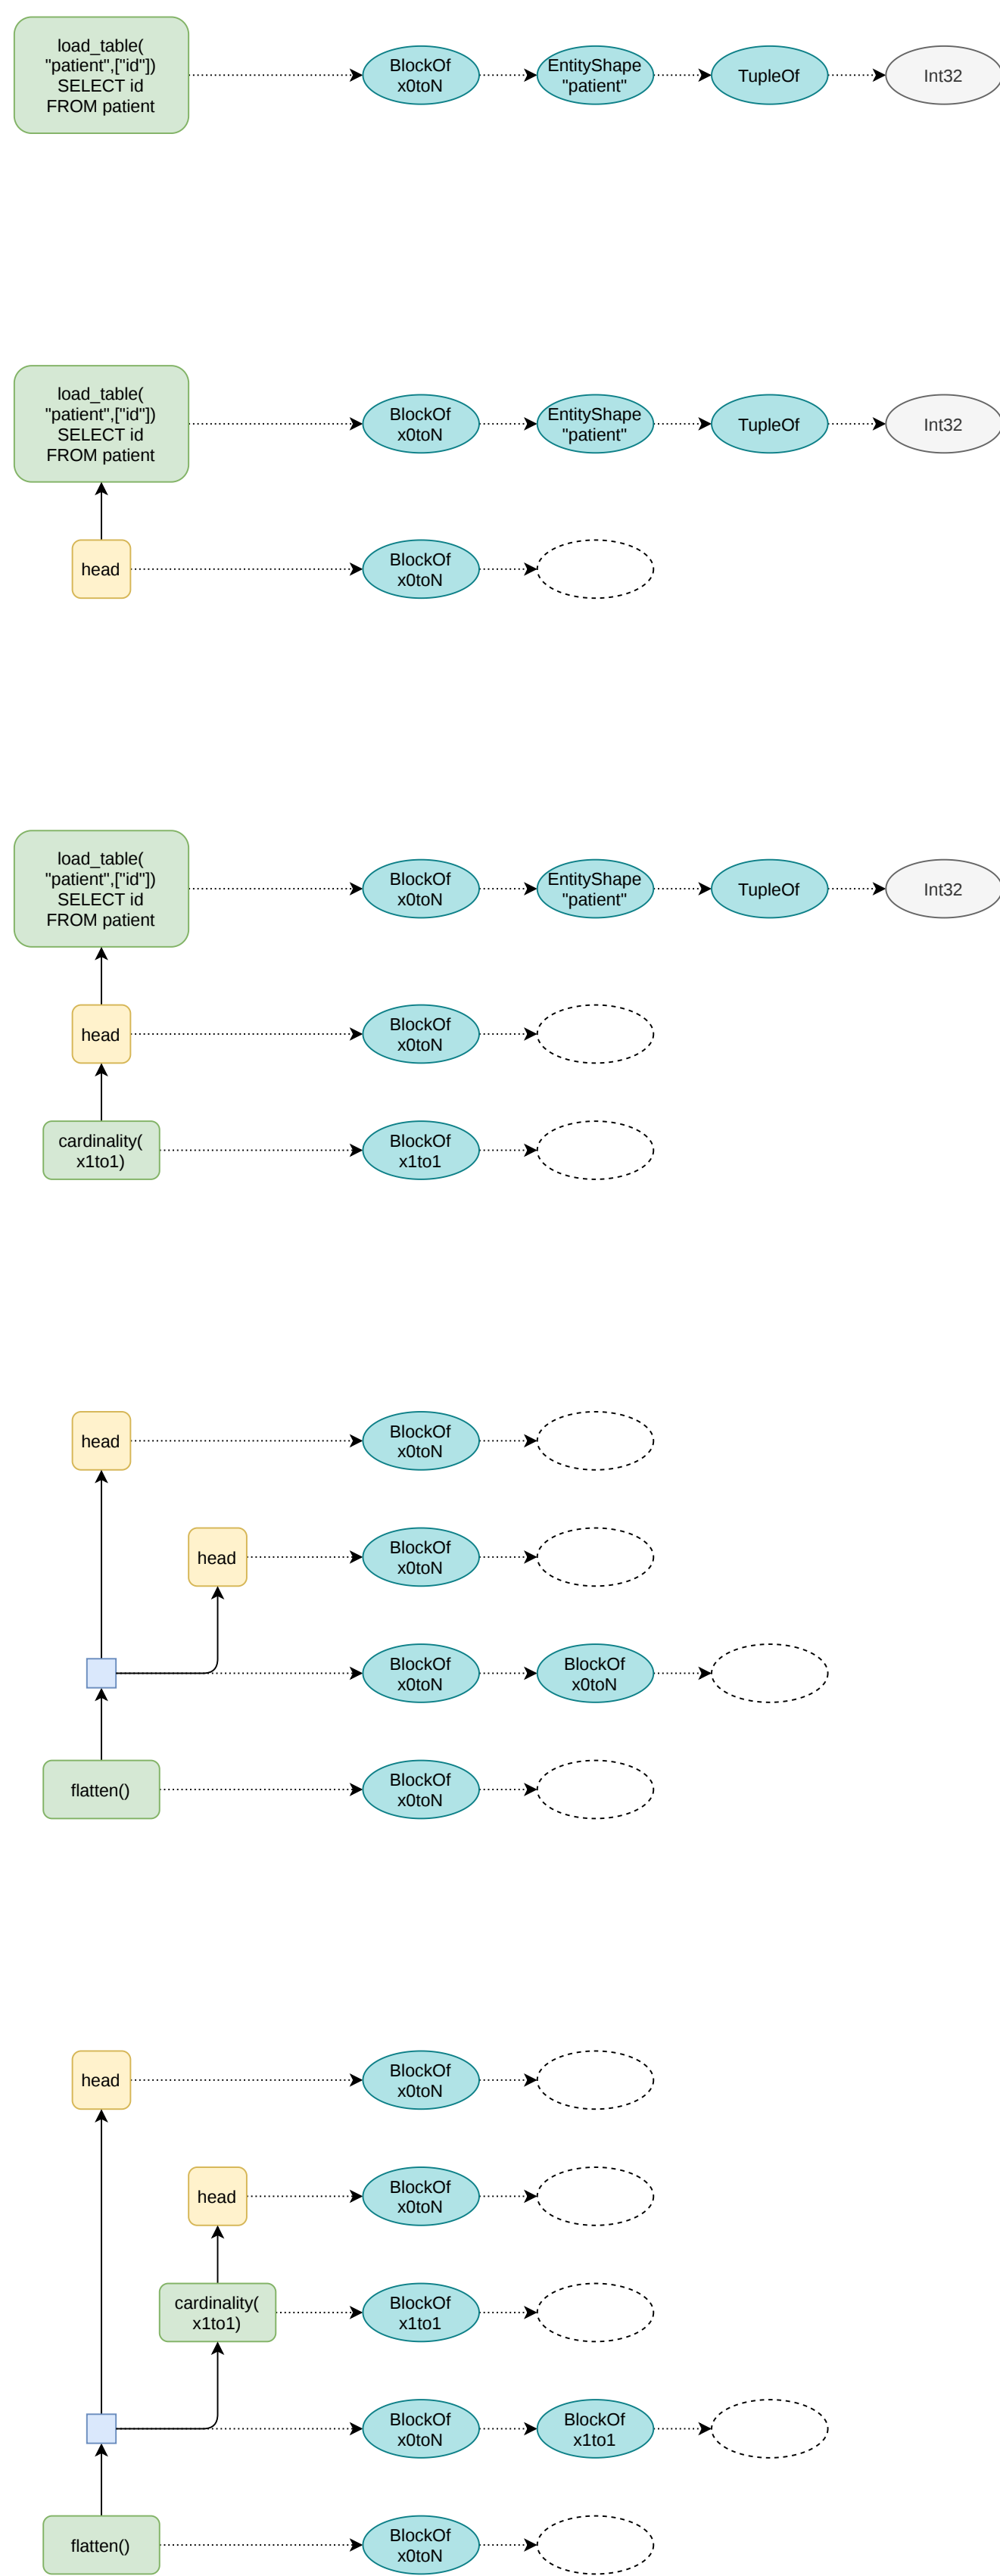 load_table(
"patient",["id"])
SELECT id
FROM patient
BlockOf
x0toN
EntityShape
"patient"
TupleOf
Int32
load_table(
"patient",["id"])
SELECT id
FROM patient
BlockOf
x0toN
EntityShape
"patient"
TupleOf
Int32
head
BlockOf
x0toN
load_table(
"patient",["id"])
SELECT id
FROM patient
BlockOf
x0toN
EntityShape
"patient"
TupleOf
Int32
head
BlockOf
x0toN
cardinality(
x1to1)
BlockOf
x1to1
head
BlockOf
x0toN
head
BlockOf
x0toN
BlockOf
x0toN
BlockOf
x0toN
flatten()
BlockOf
x0toN
head
BlockOf
x0toN
head
BlockOf
x0toN
cardinality(
x1to1)
BlockOf
x1to1
BlockOf
x0toN
BlockOf
x1to1
flatten()
BlockOf
x0toN